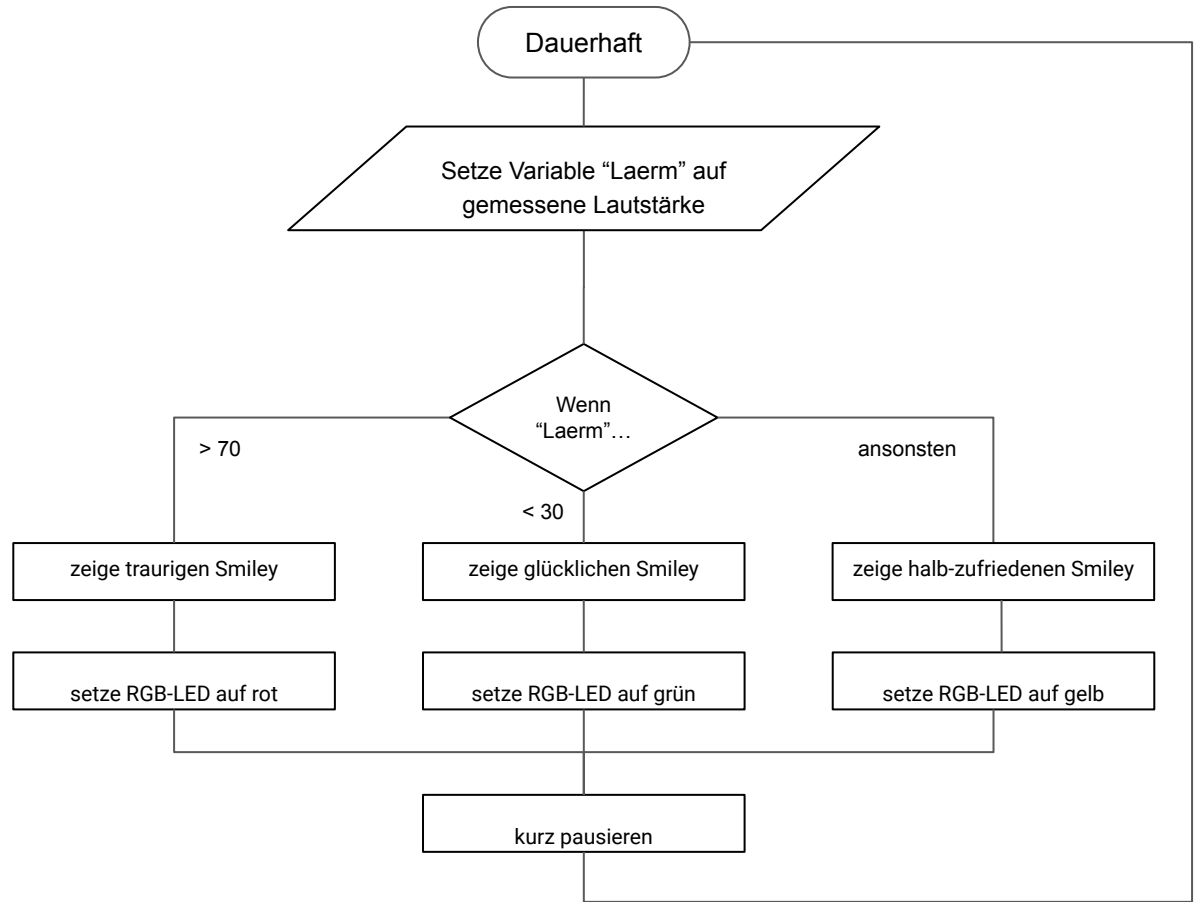 Dauerhaft
Setze Variable “Laerm” auf
gemessene Lautstärke
Wenn
“Laerm”…
> 70
ansonsten
< 30
zeige traurigen Smiley
zeige glücklichen Smiley
zeige halb-zufriedenen Smiley
setze RGB-LED auf rot
setze RGB-LED auf grün
setze RGB-LED auf gelb
kurz pausieren